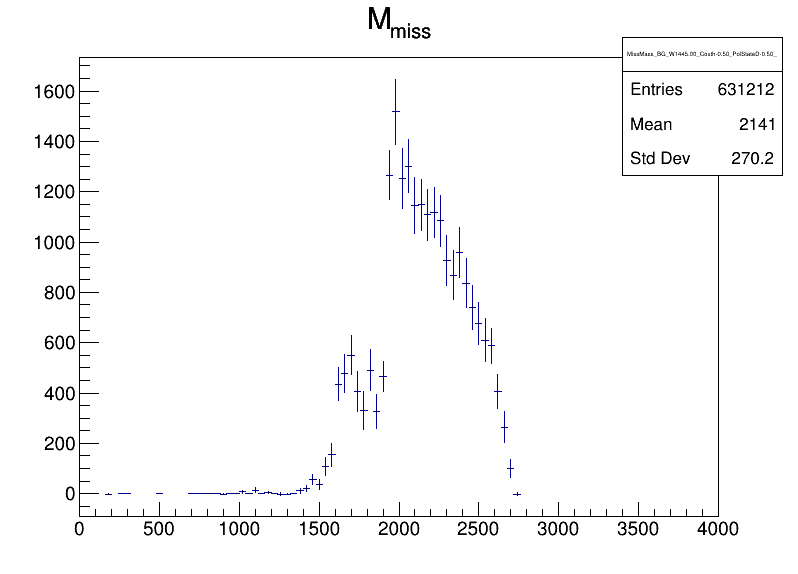 M_miss
MissMass_BG_W1445.00_Costh-0.50_PolStateD-0.50_
Entries 631212
Mean 2141
Std Dev 270.2
1600
1400
1200
1000
800
600
400
200
0
0 500 1000 1500 2000 2500 3000 3500 4000